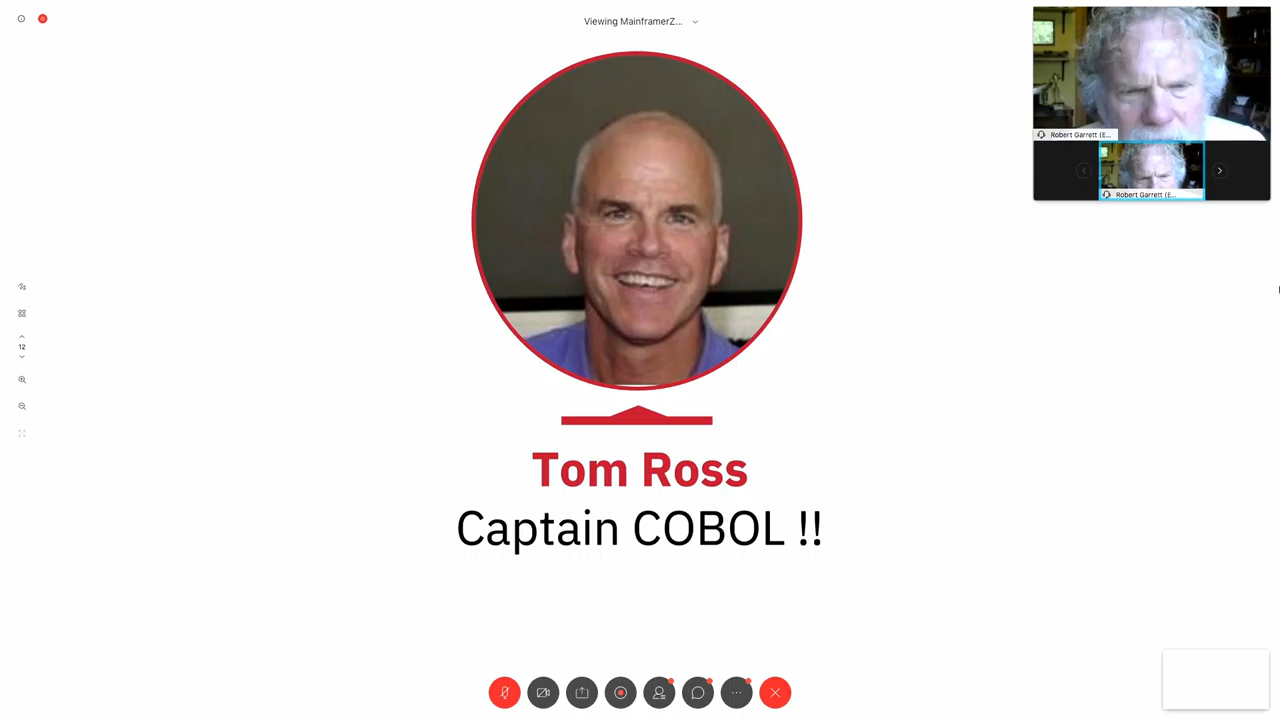 Viewing MainframerZ...
Robert Garrett (E...
Robert Garrett (E...
12
Tom Ross
Captain COBOL !!